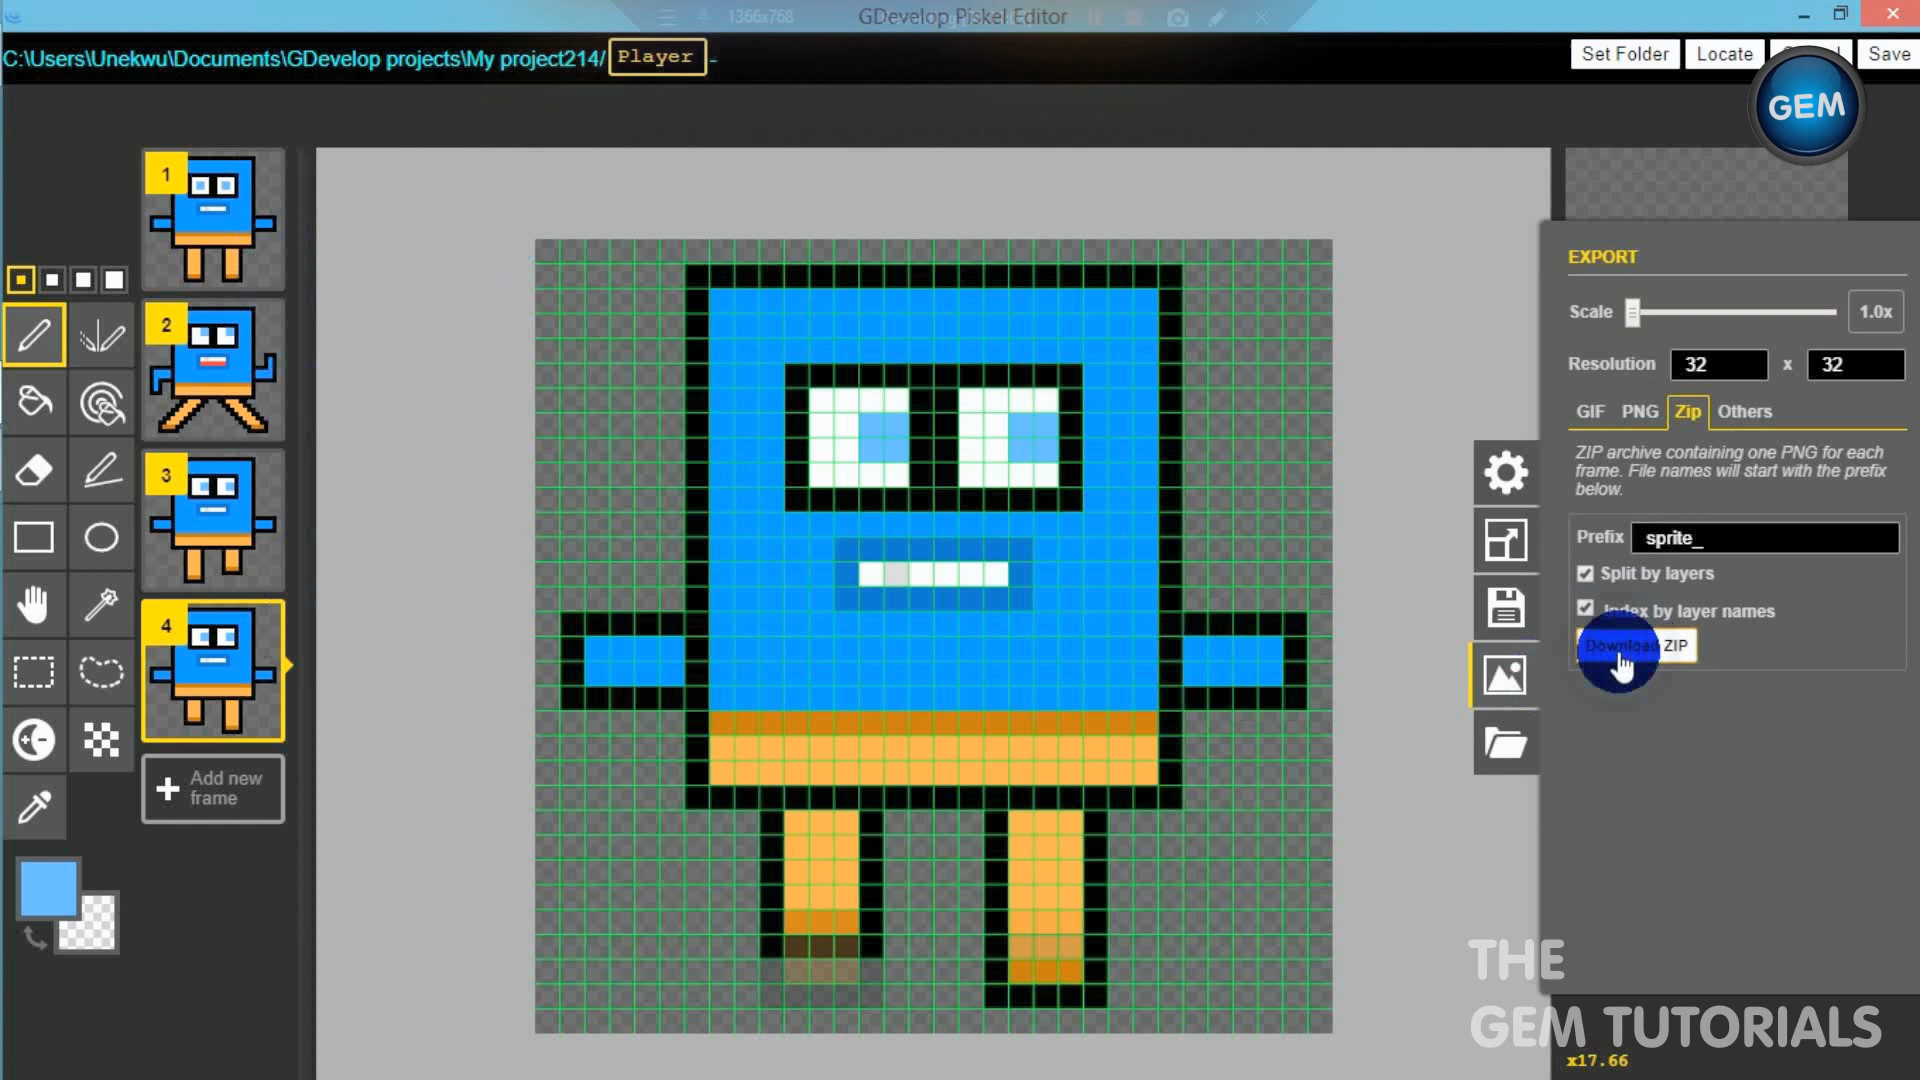 1366x768
GDevelop Piskel Editor
C:\Users\Unekwu\Documents\GDevelop projects\My project214/ Player -
Set Folder
Locate
Save
GEM
1
2
3
4
Add new
frame
EXPORT
Scale
1.0x
Resolution 32 x 32
GIF PNG Zip Others
ZIP archive containing one PNG for each
frame. File names will start with the prefix
below.
Prefix sprite_
Split by layers
Index by layer names
Download ZIP
THE
GEM TUTORIALS
x17.66